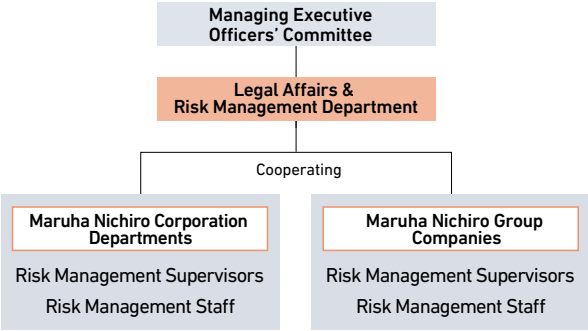 Managing Executive
Officers’ Committee
Legal Affairs &
Risk Management Department
Cooperating
Maruha Nichiro Corporation
Departments
Risk Management Supervisors
Risk Management Staff
Maruha Nichiro Group
Companies
Risk Management Supervisors
Risk Management Staff